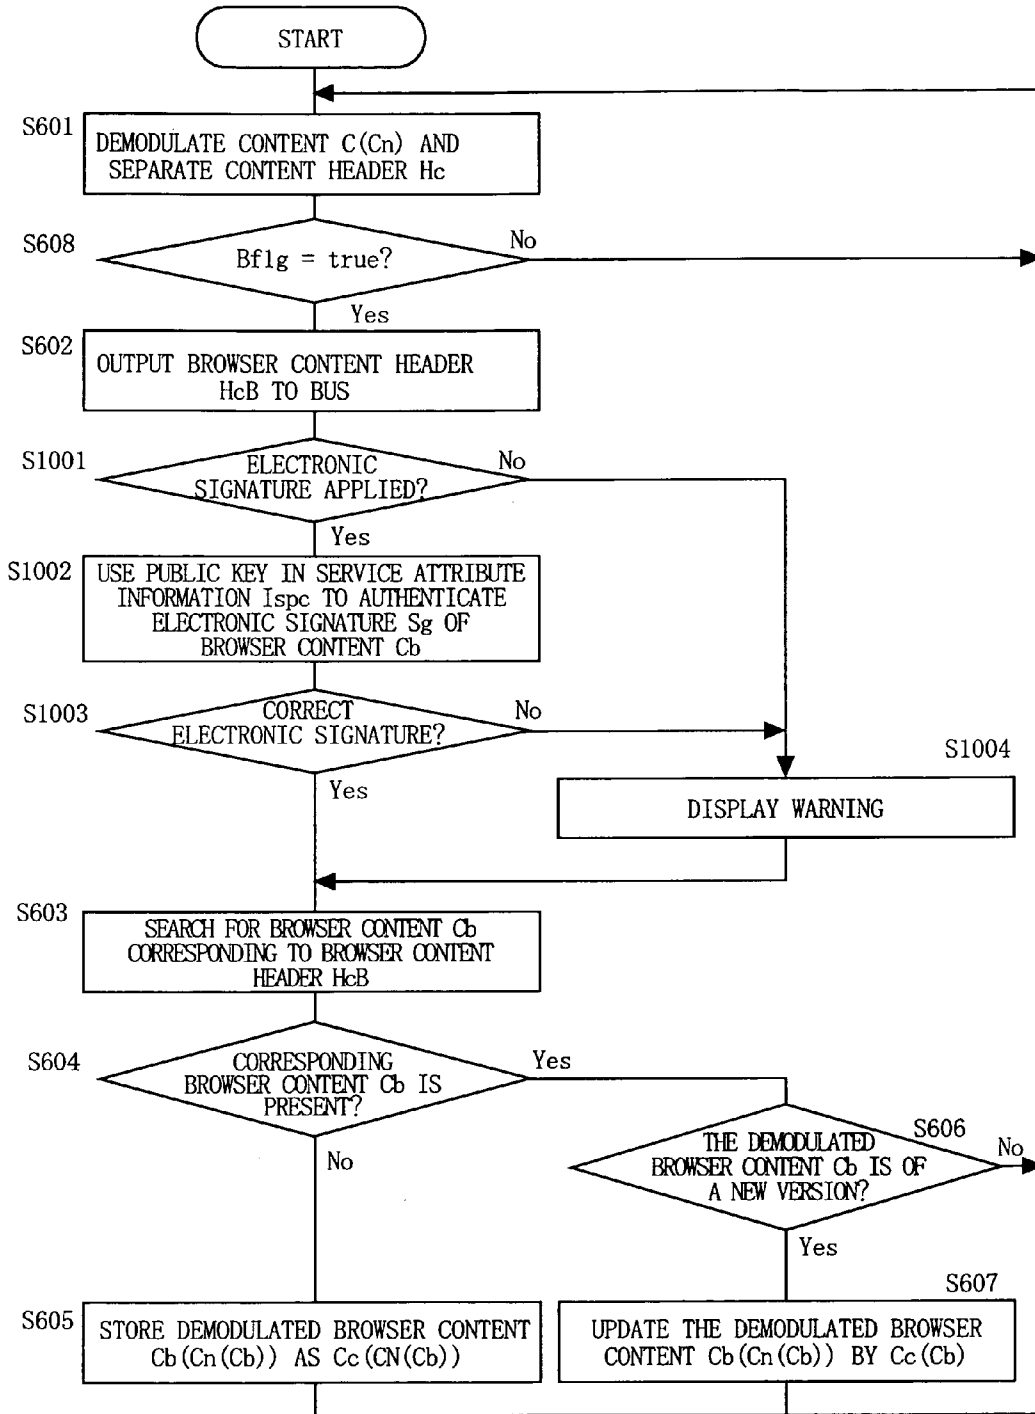 START
S601
DEMODULATE CONTENT C(Cn) AND
SEPARATE CONTENT HEADER Hc
S608
Bflg = true?
No
Yes
S602
OUTPUT BROWSER CONTENT HEADER
HcB TO BUS
S1001
ELECTRONIC
SIGNATURE APPLIED?
No
Yes
S1002
USE PUBLIC KEY IN SERVICE ATTRIBUTE
INFORMATION Ispc TO AUTHENTICATE
ELECTRONIC SIGNATURE Sg OF
BROWSER CONTENT Cb
S1003
CORRECT
ELECTRONIC SIGNATURE?
No
Yes
S1004
DISPLAY WARNING
S603
SEARCH FOR BROWSER CONTENT Cb
CORRESPONDING TO BROWSER CONTENT
HEADER HcB
S604
CORRESPONDING
BROWSER CONTENT Cb IS
PRESENT?
Yes
No
S606
THE DEMODULATED
BROWSER CONTENT Cb IS OF
A NEW VERSION?
No
Yes
S605
STORE DEMODULATED BROWSER CONTENT
Cb(Cn(Cb)) AS Cc(CN(Cb))
S607
UPDATE THE DEMODULATED BROWSER
CONTENT Cb(Cn(Cb)) BY Cc(Cb)